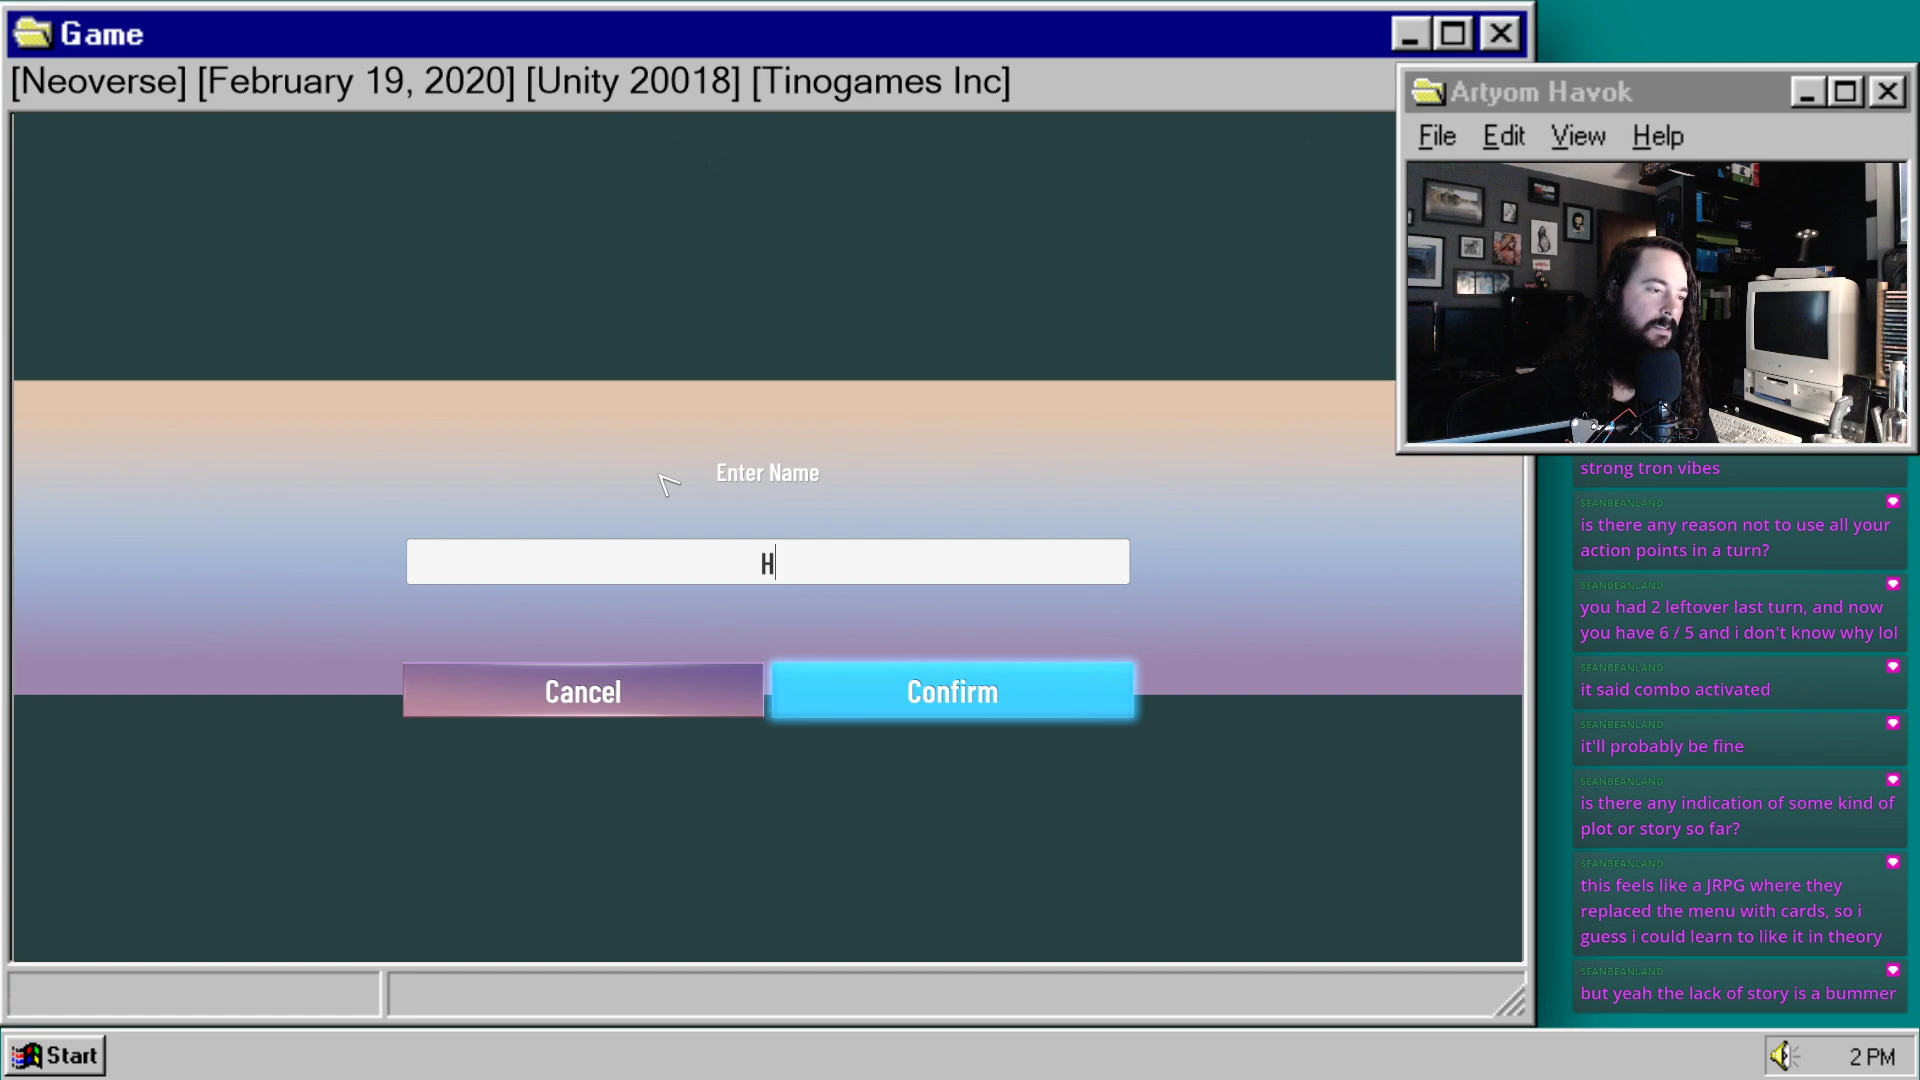 Game
[Neoverse] [February 19, 2020] [Unity 20018] [Tinogames Inc]
Artyom Havok
File Edit View Help
Enter Name
H
Cancel
Confirm
strong tron vibes
SEANBEANLAND
is there any reason not to use all your
action points in a turn?
SEANBEANLAND
you had 2 leftover last turn, and now
you have 6 / 5 and i don't know why lol
SEANBEANLAND
it said combo activated
SEANBEANLAND
it'll probably be fine
SEANBEANLAND
is there any indication of some kind of
plot or story so far?
SEANBEANLAND
this feels like a JRPG where they
replaced the menu with cards, so i
guess i could learn to like it in theory
SEANBEANLAND
but yeah the lack of story is a bummer
Start
2 PM